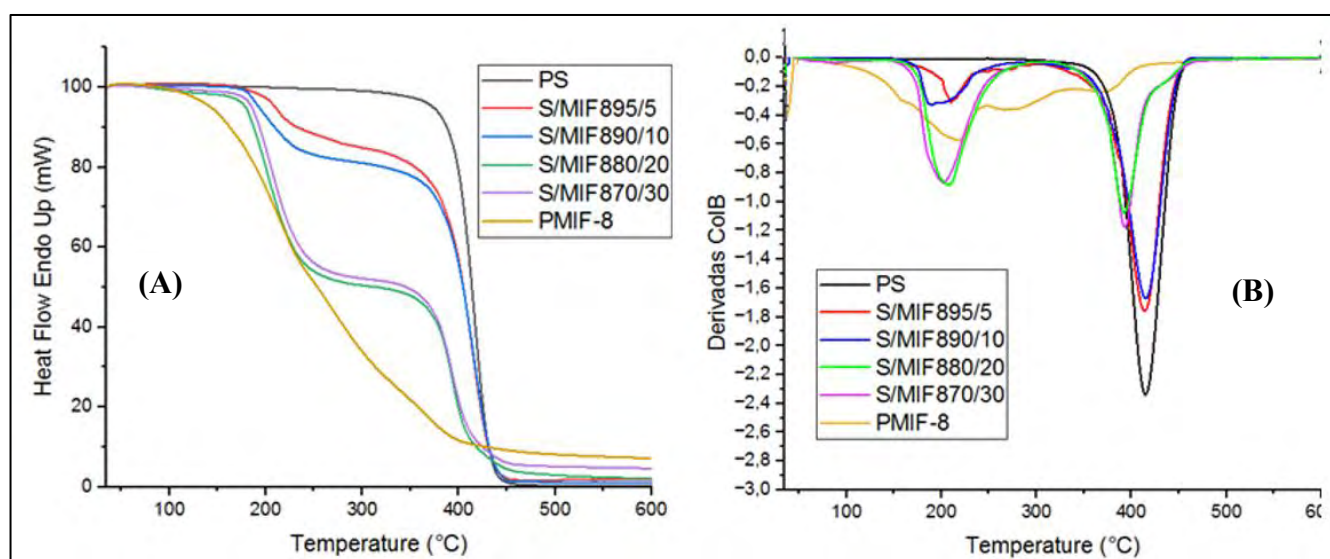 Heat Flow Endo Up (mW)
100
80
60
40
20
0
100
200
300
400
500
600
Temperature (°C)
PS
S/MIF895/5
S/MIF890/10
S/MIF880/20
S/MIF870/30
PMIF-8
(A)
Derivadas ColB
0,0
−0,2
−0,4
−0,6
−0,8
−1,0
−1,2
−1,4
−1,6
−1,8
−2,0
−2,2
−2,4
−2,6
−2,8
−3,0
100
200
300
400
500
600
Temperature (°C)
PS
S/MIF895/5
S/MIF890/10
S/MIF880/20
S/MIF870/30
PMIF-8
(B)